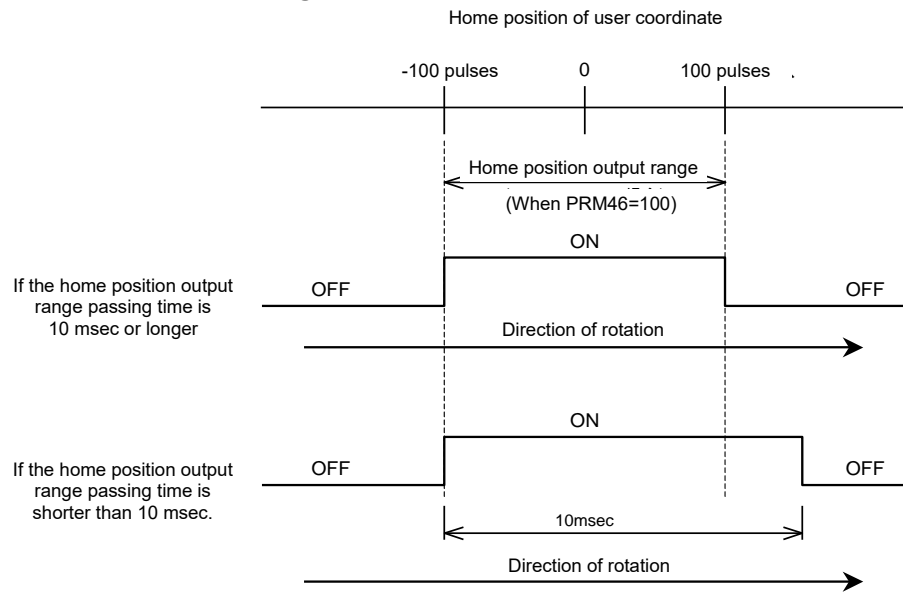 Home position of user coordinate
-100 pulses 0 100 pulses
Home position output range
(When PRM46=100)
ON
If the home position output
range passing time is
10 msec or longer
OFF
OFF
Direction of rotation
ON
If the home position output
range passing time is
shorter than 10 msec.
OFF
OFF
10msec
Direction of rotation